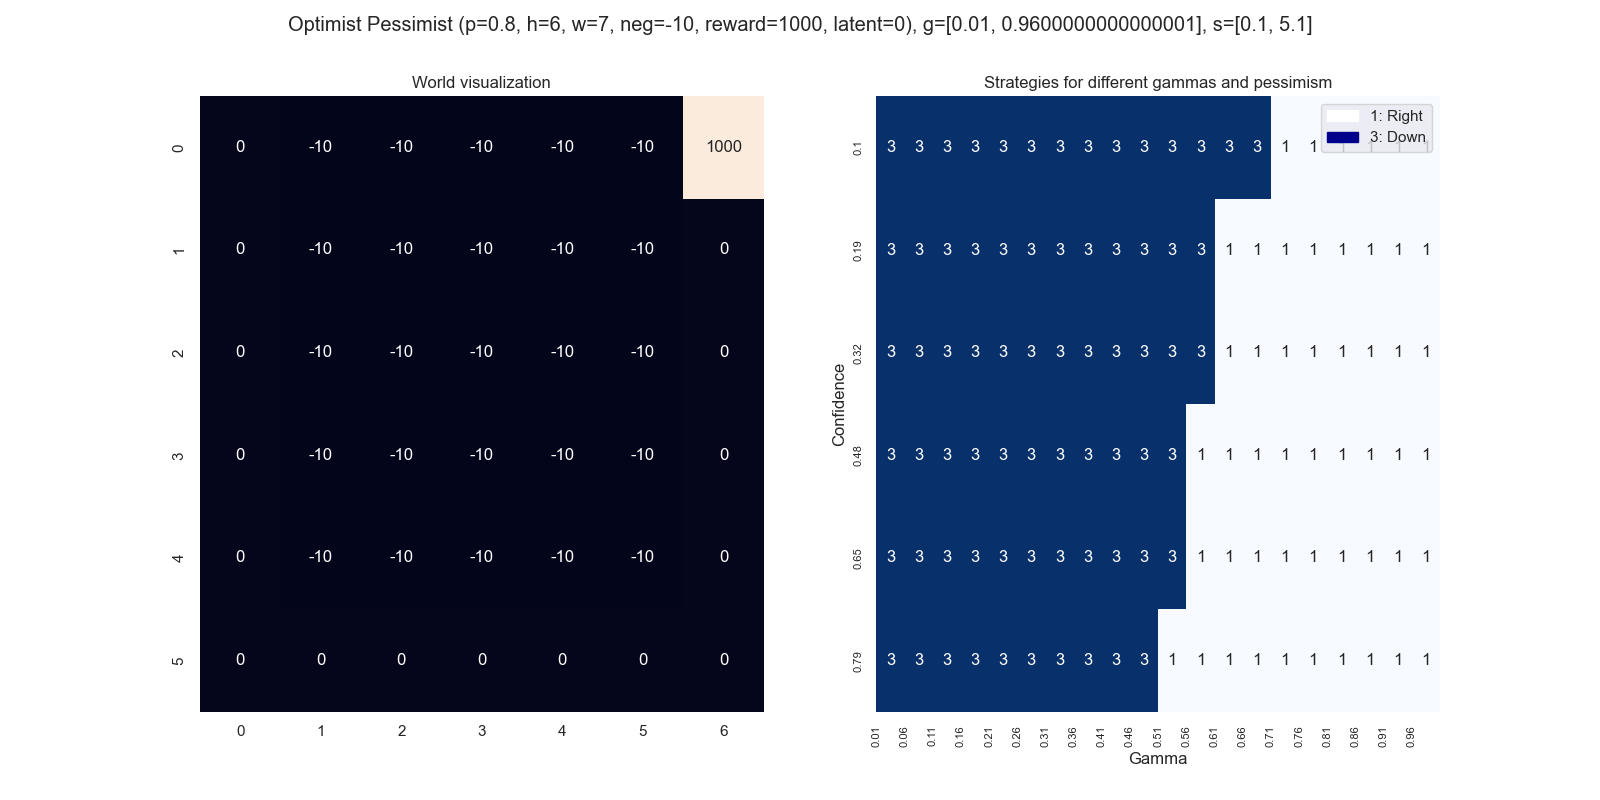 Optimist Pessimist (p=0.8, h=6, w=7, neg=-10, reward=1000, latent=0), g=[0.01, 0.9600000000000001], s=[0.1, 5.1]
World visualization
0 0 -10 -10 -10 -10 -10 1000
1 0 -10 -10 -10 -10 -10 0
2 0 -10 -10 -10 -10 -10 0
3 0 -10 -10 -10 -10 -10 0
4 0 -10 -10 -10 -10 -10 0
5 0 0 0 0 0 0 0
0 1 2 3 4 5 6
Strategies for different gammas and pessimism
1: Right
3: Down
Confidence
0.1 3 3 3 3 3 3 3 3 3 3 3 3 3 3 1 1
0.19 3 3 3 3 3 3 3 3 3 3 3 3 1 1 1 1 1 1 1 1
0.32 3 3 3 3 3 3 3 3 3 3 3 3 1 1 1 1 1 1 1 1
0.48 3 3 3 3 3 3 3 3 3 3 3 1 1 1 1 1 1 1 1 1
0.65 3 3 3 3 3 3 3 3 3 3 3 1 1 1 1 1 1 1 1 1
0.79 3 3 3 3 3 3 3 3 3 3 1 1 1 1 1 1 1 1 1 1
0.01 0.06 0.11 0.16 0.21 0.26 0.31 0.36 0.41 0.46 0.51 0.56 0.61 0.66 0.71 0.76 0.81 0.86 0.91 0.96
Gamma